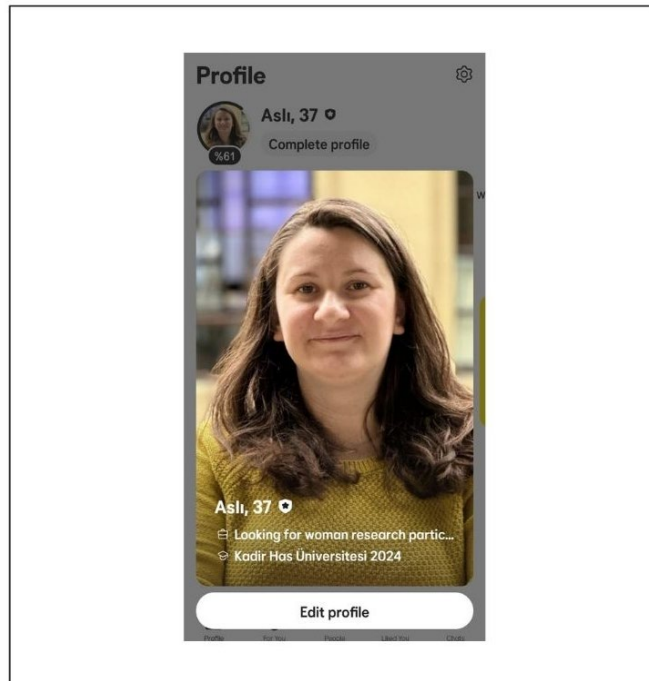 Profile
Aslı, 37
Complete profile
%61
W
Aslı, 37
Looking for woman research partic...
Kadir Has Üniversitesi 2024
Edit profile
Profile For You People Liked You Chats